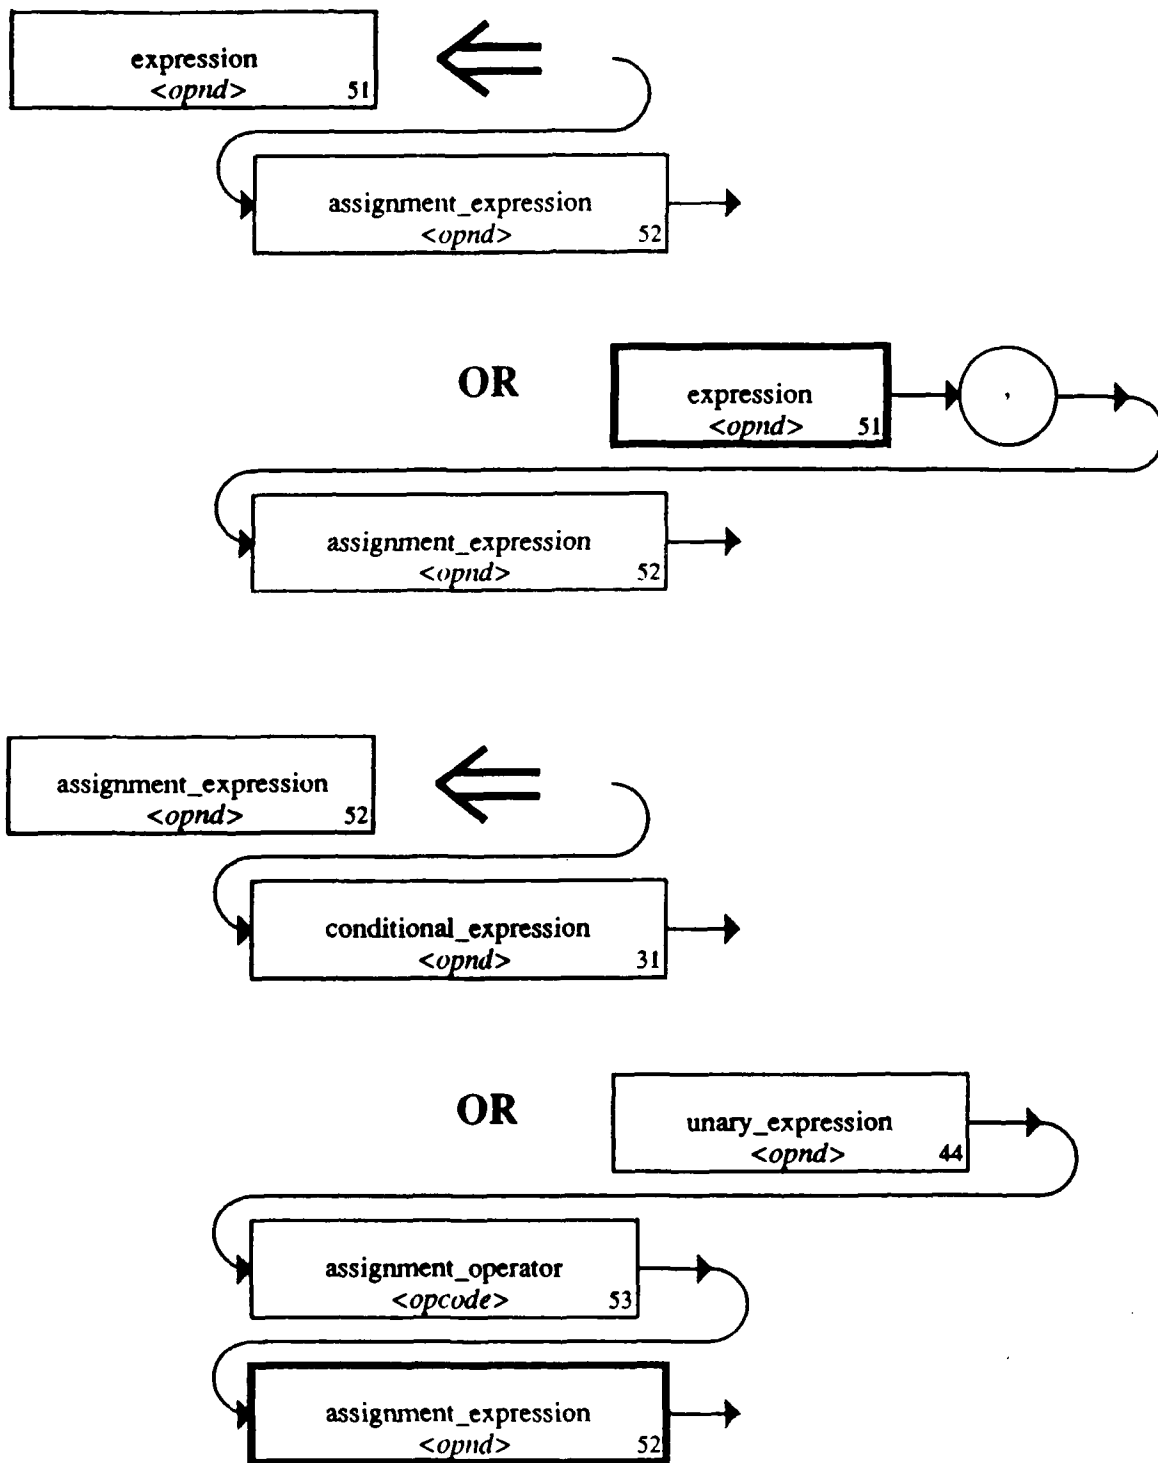 expression
<opnd> 51
assignment_expression
<opnd> 52
OR
expression
<opnd> 51
,
assignment_expression
<opnd> 52
assignment_expression
<opnd> 52
conditional_expression
<opnd> 31
OR
unary_expression
<opnd> 44
assignment_operator
<opcode> 53
assignment_expression
<opnd> 52